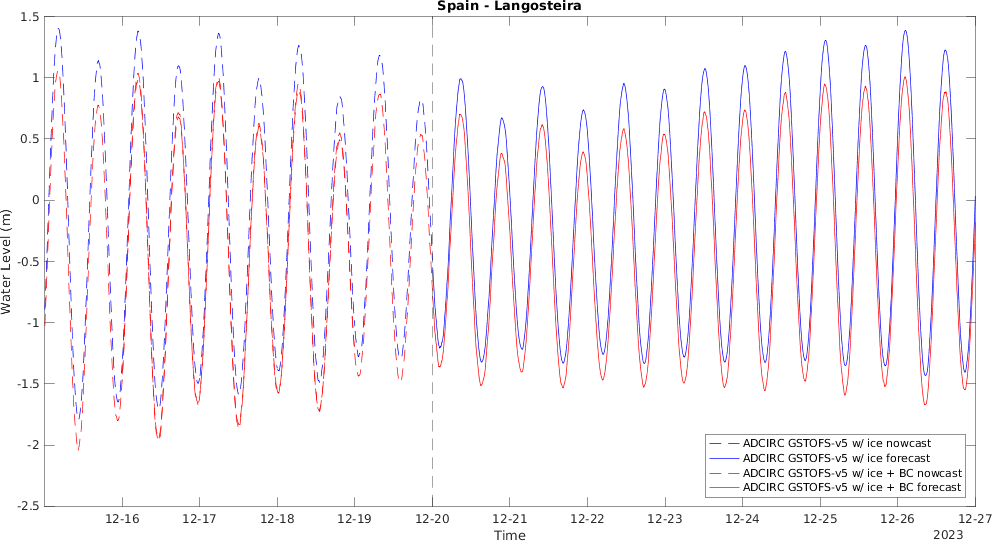 Spain - Langosteira
1.5
1
0.5
0
-0.5
-1
-1.5
-2
-2.5
Water Level (m)
12-16 12-17 12-18 12-19 12-20 12-21 12-22 12-23 12-24 12-25 12-26 12-27
Time
2023
ADCIRC GSTOFS-v5 w/ ice nowcast
ADCIRC GSTOFS-v5 w/ ice forecast
ADCIRC GSTOFS-v5 w/ ice + BC nowcast
ADCIRC GSTOFS-v5 w/ ice + BC forecast